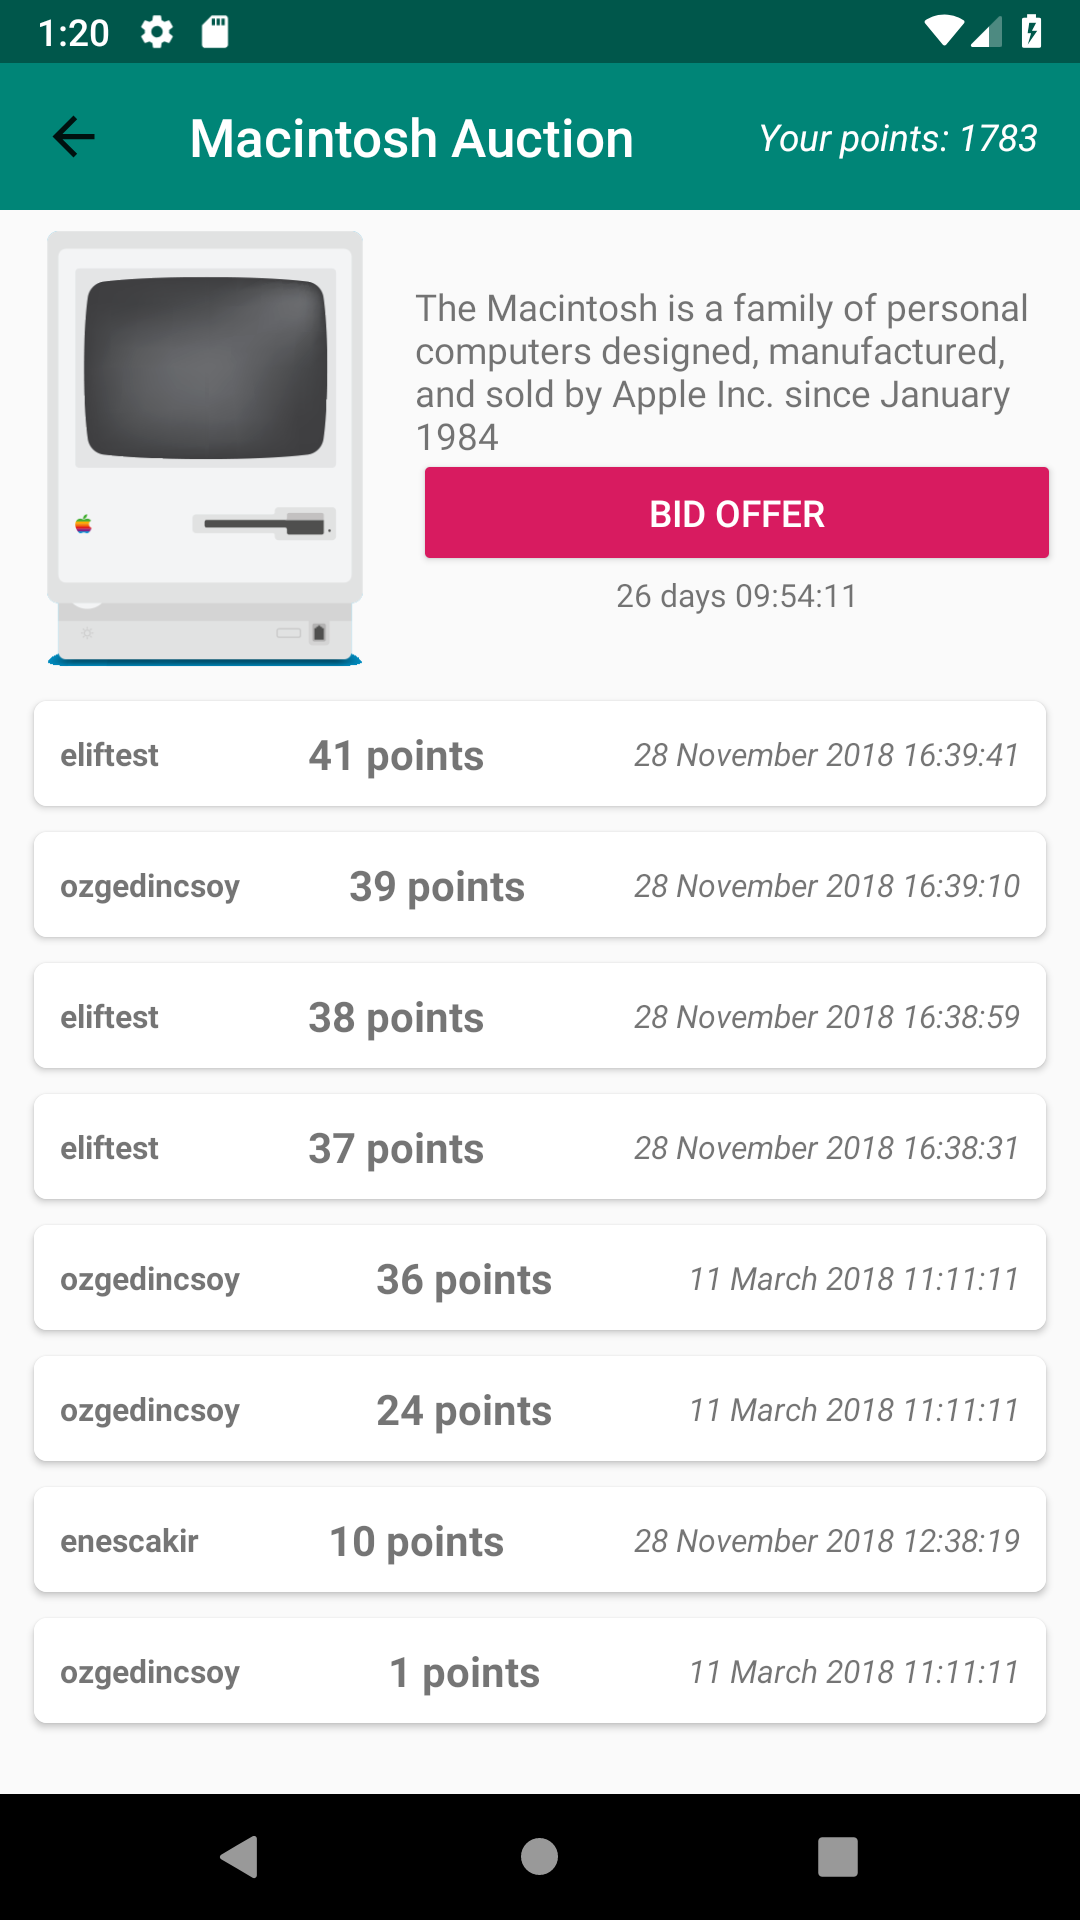 1:20
Macintosh Auction
Your points: 1783
The Macintosh is a family of personal
computers designed, manufactured,
and sold by Apple Inc. since January
1984
BID OFFER
26 days 09:54:11
eliftest 41 points 28 November 2018 16:39:41
ozgedincsoy 39 points 28 November 2018 16:39:10
eliftest 38 points 28 November 2018 16:38:59
eliftest 37 points 28 November 2018 16:38:31
ozgedincsoy 36 points 11 March 2018 11:11:11
ozgedincsoy 24 points 11 March 2018 11:11:11
enescakir 10 points 28 November 2018 12:38:19
ozgedincsoy 1 points 11 March 2018 11:11:11